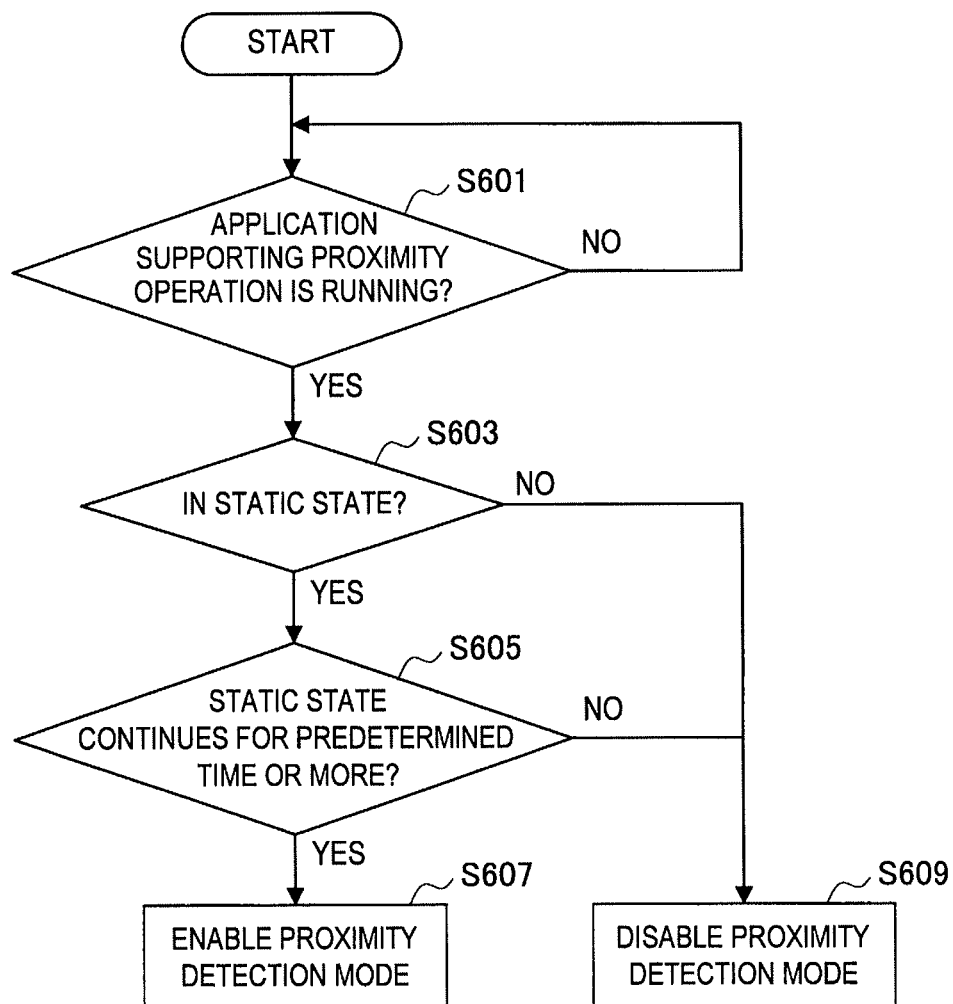 START
S601
APPLICATION
SUPPORTING PROXIMITY
OPERATION IS RUNNING?
NO
YES
S603
IN STATIC STATE?
NO
YES
S605
STATIC STATE
CONTINUES FOR PREDETERMINED
TIME OR MORE?
NO
YES
S607
ENABLE PROXIMITY
DETECTION MODE
S609
DISABLE PROXIMITY
DETECTION MODE